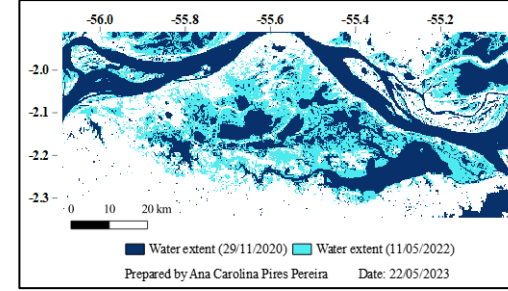 -56.0 -55.8 -55.6 -55.4 -55.2
-2.0
-2.1
-2.2
-2.3
0 10 20 km
Water extent (29/11/2020) Water extent (11/05/2022)
Prepared by Ana Carolina Pires Pereira Date: 22/05/2023